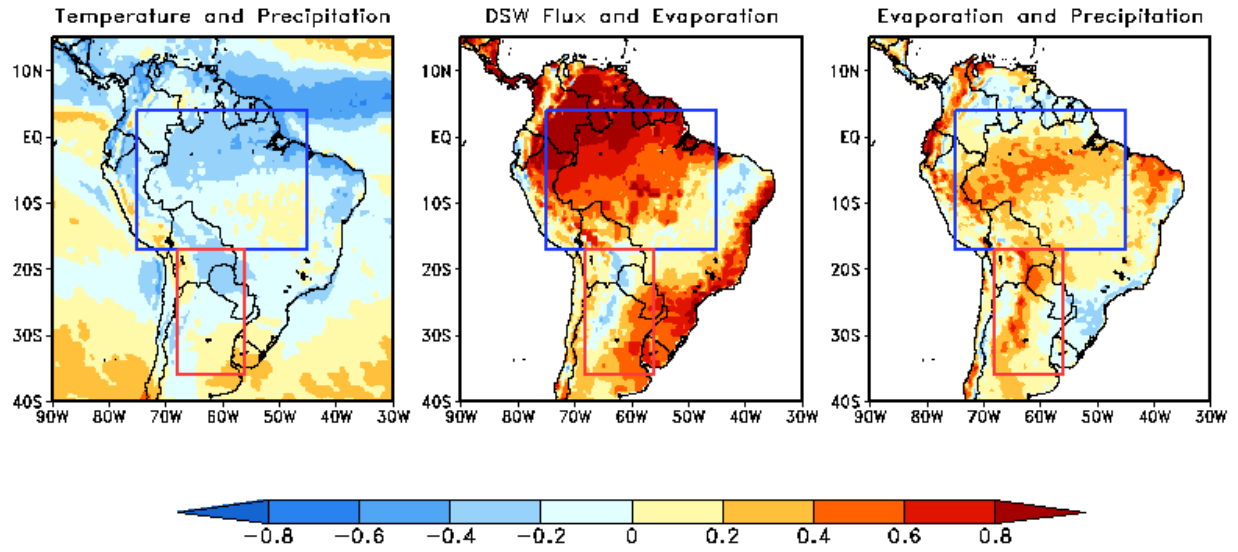 Temperature and Precipitation
DSW Flux and Evaporation
Evaporation and Precipitation
10N
EQ
10S
20S
30S
40S
90W 80W 70W 60W 50W 40W 30W
10N
EQ
10S
20S
30S
40S
90W 80W 70W 60W 50W 40W 30W
10N
EQ
10S
20S
30S
40S
90W 80W 70W 60W 50W 40W 30W
-0.8 -0.6 -0.4 -0.2 0 0.2 0.4 0.6 0.8